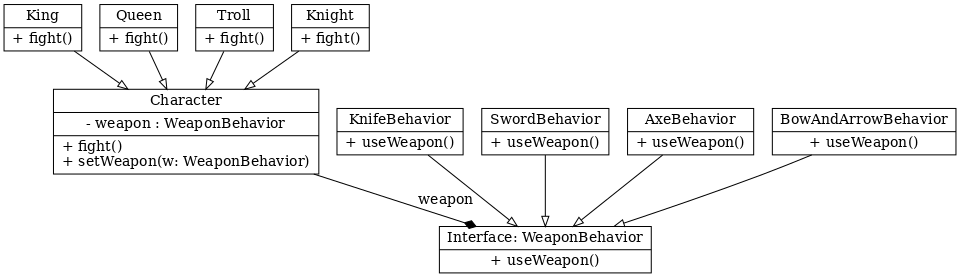 King
+ fight()
Queen
+ fight()
Troll
+ fight()
Knight
+ fight()
Character
- weapon : WeaponBehavior
+ fight()
+ setWeapon(w: WeaponBehavior)
KnifeBehavior
+ useWeapon()
SwordBehavior
+ useWeapon()
AxeBehavior
+ useWeapon()
BowAndArrowBehavior
+ useWeapon()
weapon
Interface: WeaponBehavior
+ useWeapon()